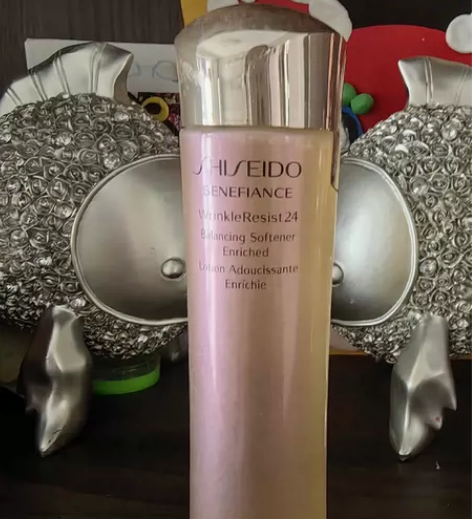 SHISEIDO
BENEFIANCE
WrinkleResist24
Balancing Softener
Enriched
Lotion Adoucissante
Enrichie